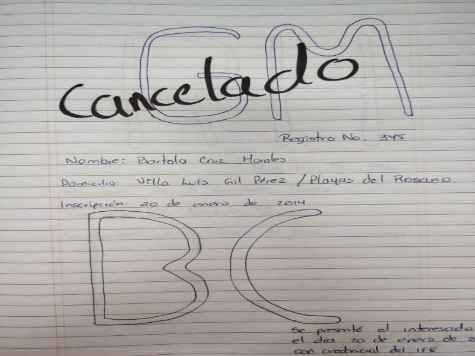 GM
Cancelado
Registro No. 345
Nombre: Bartola Cruz Morales
Domicilio Villa Luis Gil Pérez / Playas del Rosario
Inscripción 20 de enero de 2014
BC
Se presentó el interesado
el día 20 de enero de
con credencial del IFE